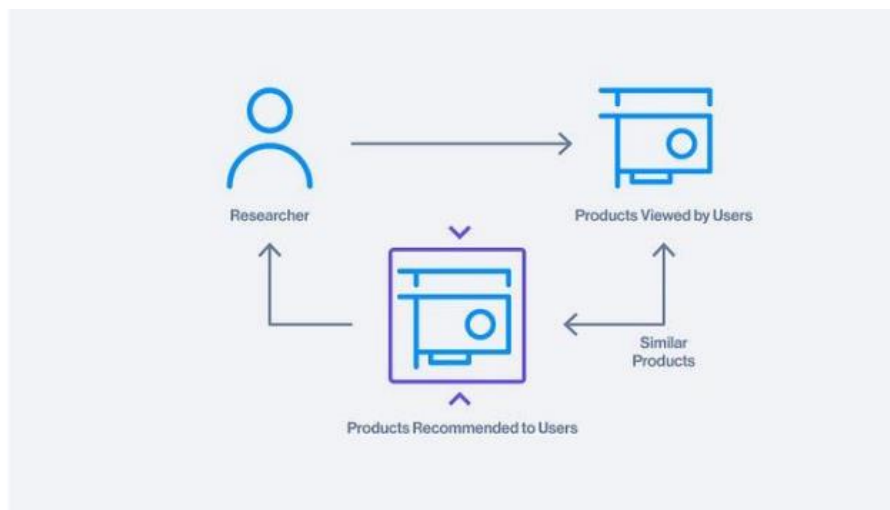 Researcher
Products Viewed by Users
Similar
Products
Products Recommended to Users